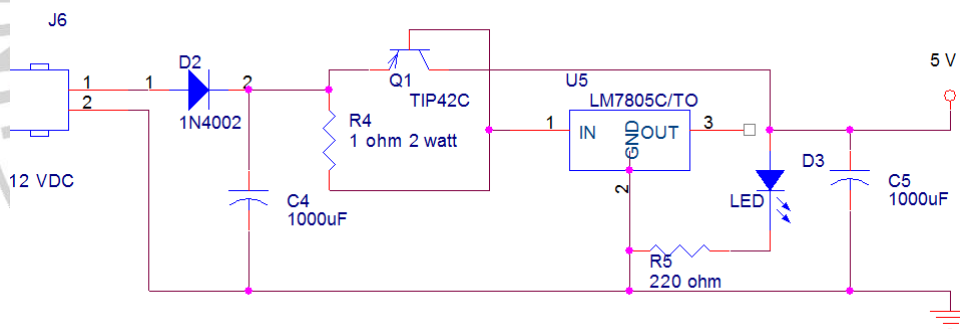 J6
1
2
12 VDC
1
D2
2
1N4002
C4
1000uF
R4
1 ohm 2 watt
Q1
TIP42C
U5
LM7805C/TO
1
IN
GND
OUT
3
2
R5
220 ohm
LED
D3
C5
1000uF
5 V